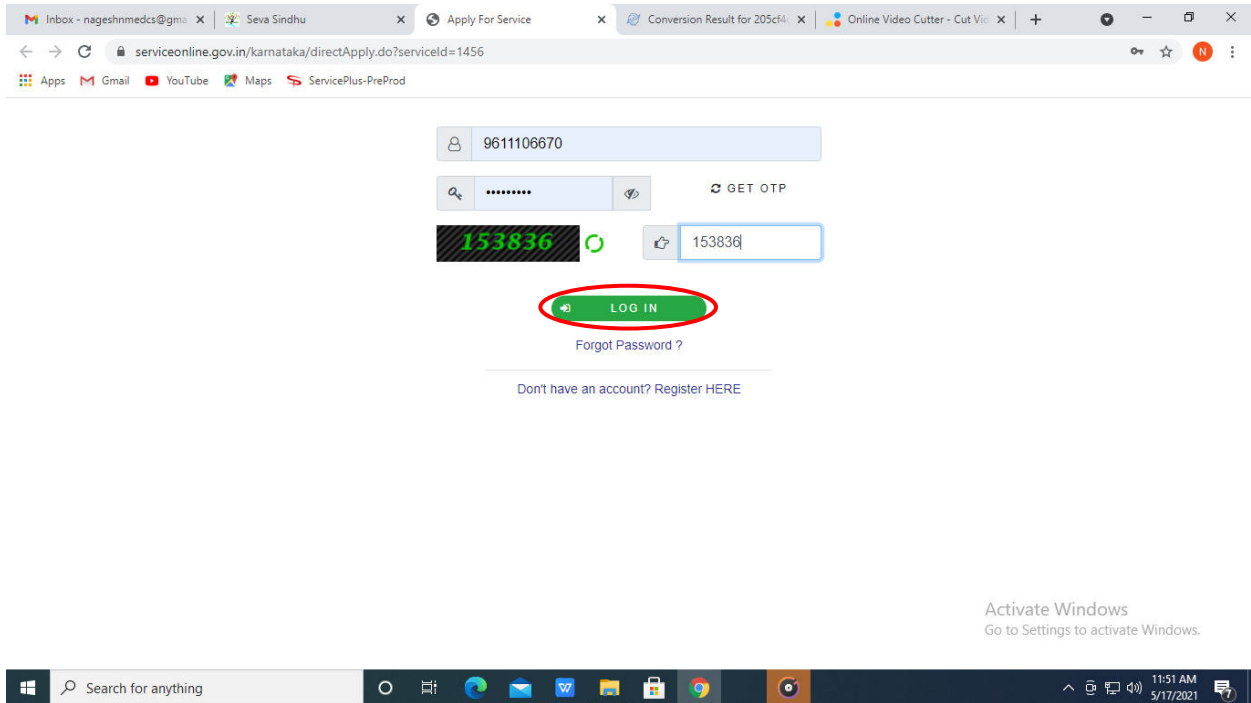 Inbox - nageshnmedcs@gma
Seva Sindhu
Apply For Service
Conversion Result for 205cf4
Online Video Cutter - Cut Vid
serviceonline.gov.in/karnataka/directApply.do?serviceId=1456
N
Apps
Gmail
YouTube
Maps
ServicePlus-PreProd
9611106670
•••••••••
GET OTP
153836
153836
LOG IN
Forgot Password ?
Don't have an account? Register HERE
Activate Windows
Go to Settings to activate Windows.
Search for anything
11:51 AM
5/17/2021
7